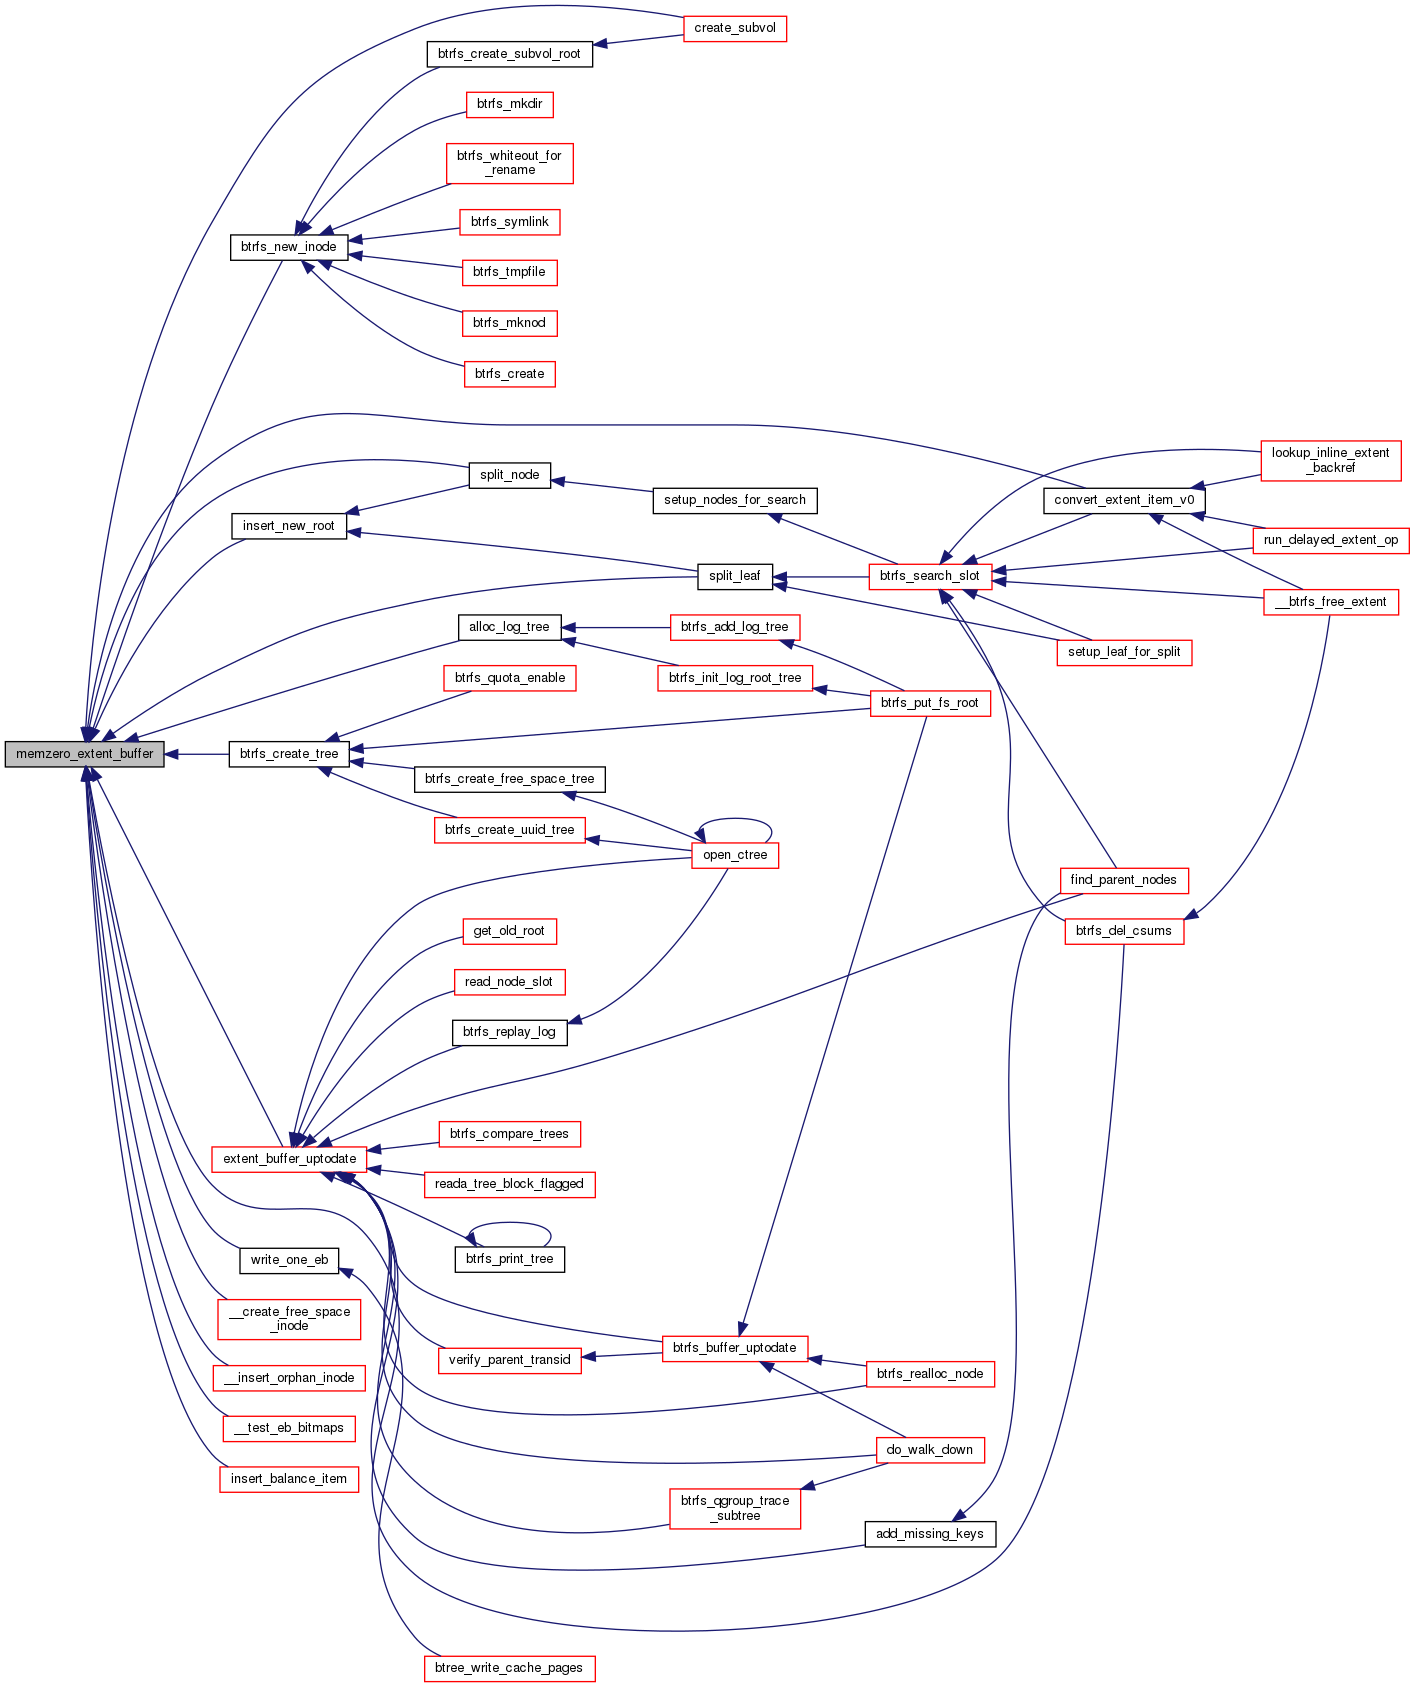 create_subvol
btrfs_create_subvol_root
btrfs_mkdir
btrfs_whiteout_for
_rename
btrfs_symlink
btrfs_new_inode
btrfs_tmpfile
btrfs_mknod
btrfs_create
lookup_inline_extent
_backref
split_node
setup_nodes_for_search
convert_extent_item_v0
insert_new_root
run_delayed_extent_op
split_leaf
btrfs_search_slot
__btrfs_free_extent
alloc_log_tree
btrfs_add_log_tree
setup_leaf_for_split
btrfs_quota_enable
btrfs_init_log_root_tree
btrfs_put_fs_root
memzero_extent_buffer
btrfs_create_tree
btrfs_create_free_space_tree
btrfs_create_uuid_tree
open_ctree
find_parent_nodes
get_old_root
btrfs_del_csums
read_node_slot
btrfs_replay_log
btrfs_compare_trees
extent_buffer_uptodate
reada_tree_block_flagged
write_one_eb
btrfs_print_tree
__create_free_space
_inode
btrfs_buffer_uptodate
verify_parent_transid
__insert_orphan_inode
btrfs_realloc_node
__test_eb_bitmaps
do_walk_down
insert_balance_item
btrfs_qgroup_trace
_subtree
add_missing_keys
btree_write_cache_pages